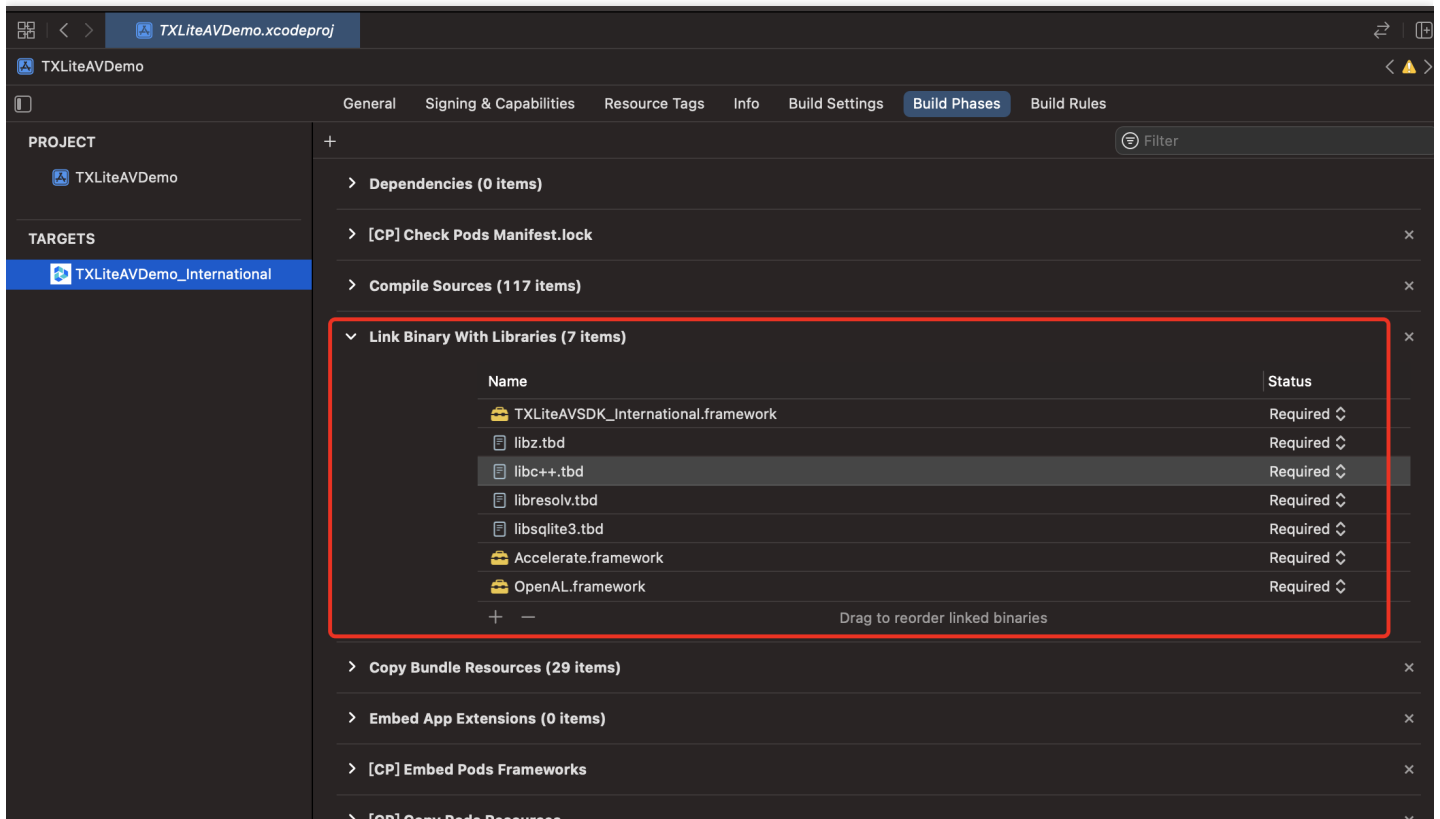 TXLiteAVDemo.xcodeproj
TXLiteAVDemo
General Signing & Capabilities Resource Tags Info Build Settings Build Phases Build Rules
PROJECT
TXLiteAVDemo
TARGETS
TXLiteAVDemo_International
Filter
Dependencies (0 items)
[CP] Check Pods Manifest.lock
Compile Sources (117 items)
Link Binary With Libraries (7 items)
Name Status
TXLiteAVSDK_International.framework Required
libz.tbd Required
libc++.tbd Required
libresolv.tbd Required
libsqlite3.tbd Required
Accelerate.framework Required
OpenAL.framework Required
Drag to reorder linked binaries
Copy Bundle Resources (29 items)
Embed App Extensions (0 items)
[CP] Embed Pods Frameworks
[CP] Copy Pods Resources